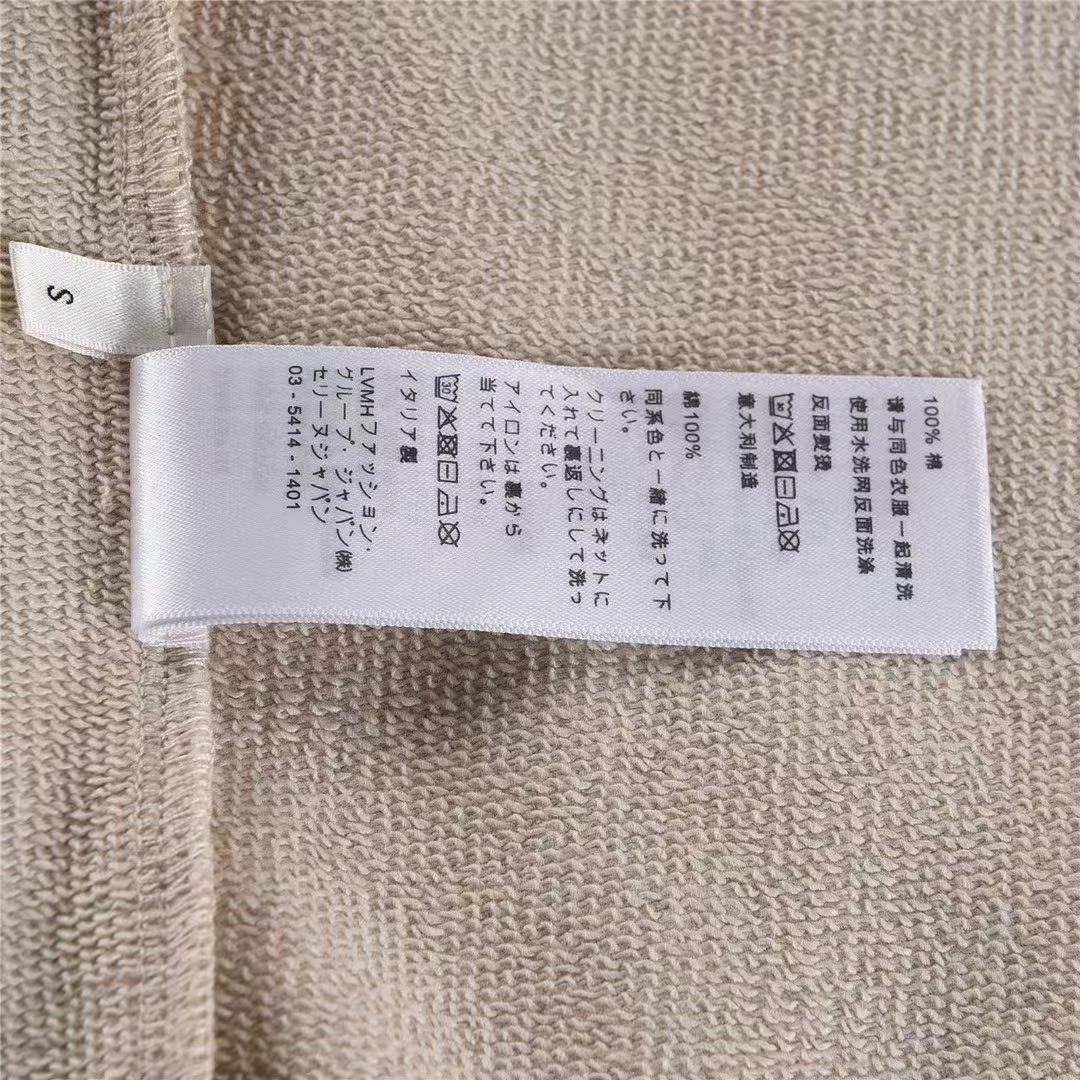 S
100% 棉
请与同色衣服一起清洗
使用水洗网反面洗涤
反面熨烫
30
意大利制造
綿100%
同系色と一緒に洗って下
さい。
クリーニングはネットに
入れて裏返しにして洗っ
てください。
アイロンは裏から
当てて下さい。
30
イタリア製
LVMHファッション・
グループ・ジャパン㈱
セリーヌジャパン
03 - 5414 - 1401